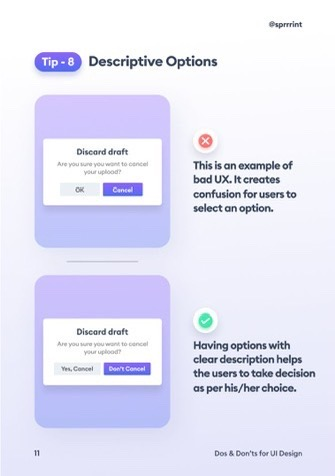 @sprrrint
Tip - 8 Descriptive Options
Discard draft
Are you sure you want to cancel
your upload?
OK Cancel
This is an example of
bad UX. It creates
confusion for users to
select an option.
Discard draft
Are you sure you want to cancel
your upload?
Yes, Cancel Don't Cancel
Having options with
clear description helps
the users to take decision
as per his/her choice.
11 Dos & Don'ts for UI Design